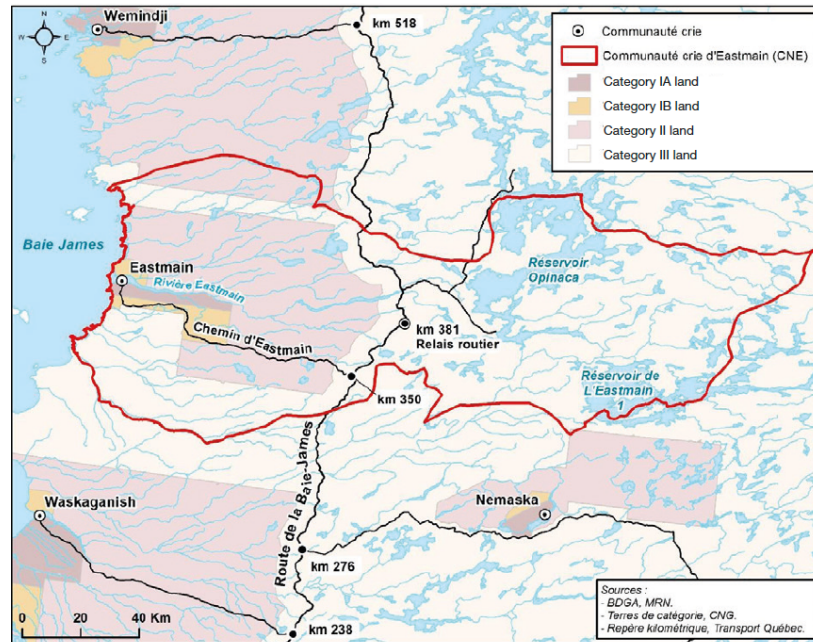 Wemindji
N
W E
S
km 518
Communauté crie
Communauté crie d'Eastmain (CNE)
Category IA land
Category IB land
Category II land
Category III land
Baie James
Eastmain
Rivière Eastmain
Chemin d'Eastmain
Réservoir
Opinaca
km 381
Relais routier
km 350
Réservoir de
L'Eastmain
1
Route de la Baie-James
Waskaganish
Nemaska
km 276
km 238
0 20 40 Km
Sources :
- BDGA, MRN.
- Terres de catégorie, CNG.
- Repère kilométrique, Transport Québec.